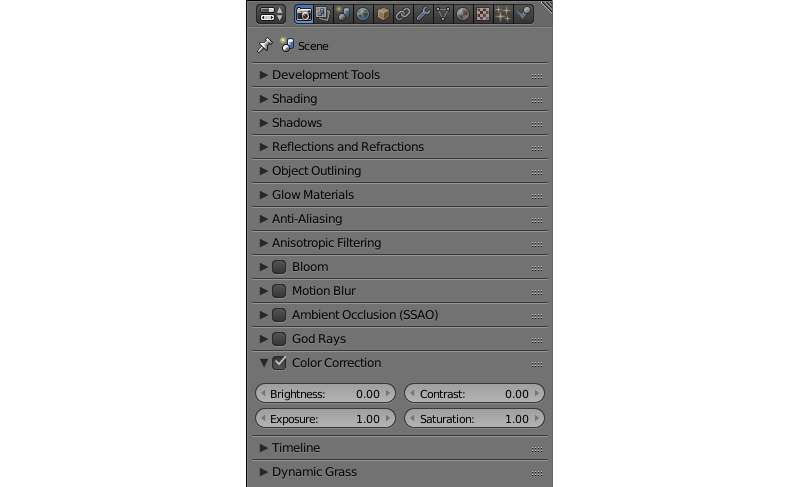 Scene
Development Tools
Shading
Shadows
Reflections and Refractions
Object Outlining
Glow Materials
Anti-Aliasing
Anisotropic Filtering
Bloom
Motion Blur
Ambient Occlusion (SSAO)
God Rays
Color Correction
Brightness: 0.00 Contrast: 0.00
Exposure: 1.00 Saturation: 1.00
Timeline
Dynamic Grass